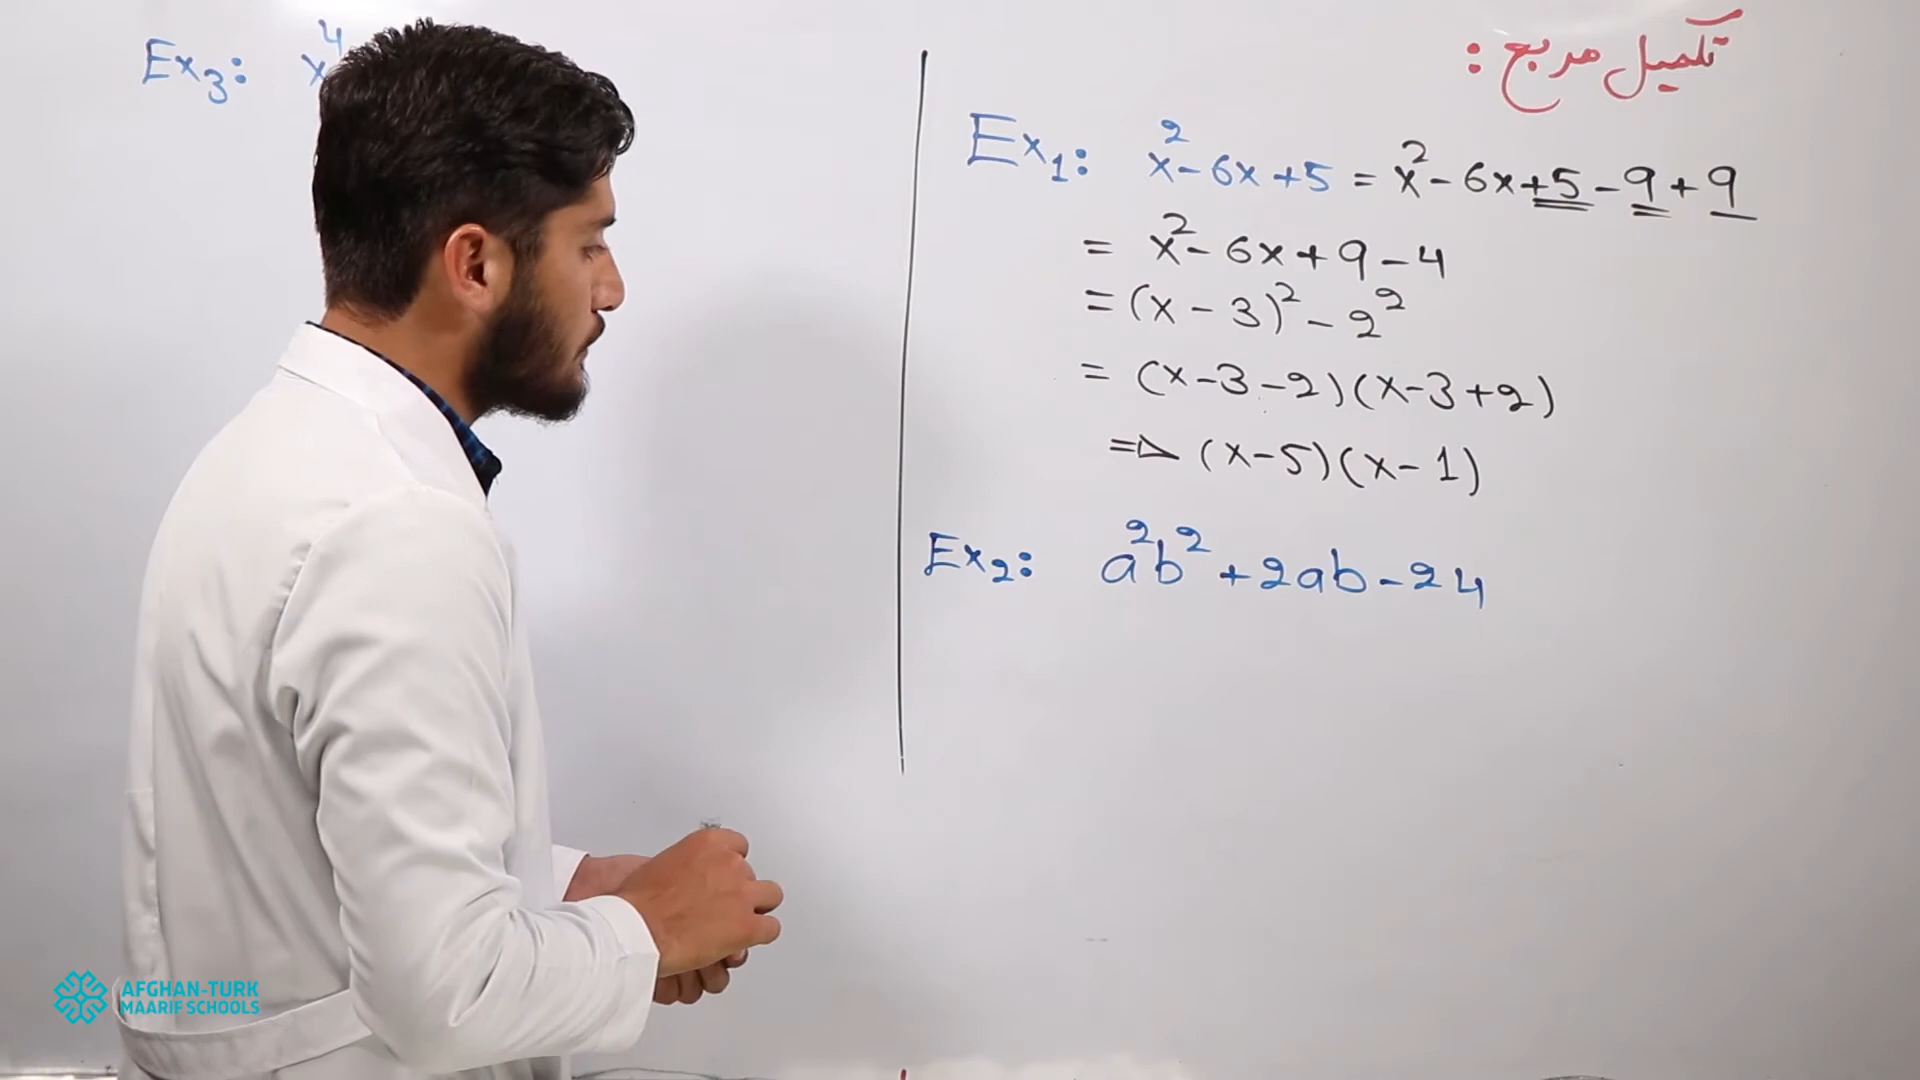 تکمیل مربع :
Ex1: x² - 6x + 5 = x² - 6x + 5 - 9 + 9
= x² - 6x + 9 - 4
= (x - 3)² - 2²
= (x - 3 - 2)(x - 3 + 2)
=> (x - 5)(x - 1)
Ex2: a²b² + 2ab - 24
Ex3: x⁴
AFGHAN-TURK
MAARIF SCHOOLS